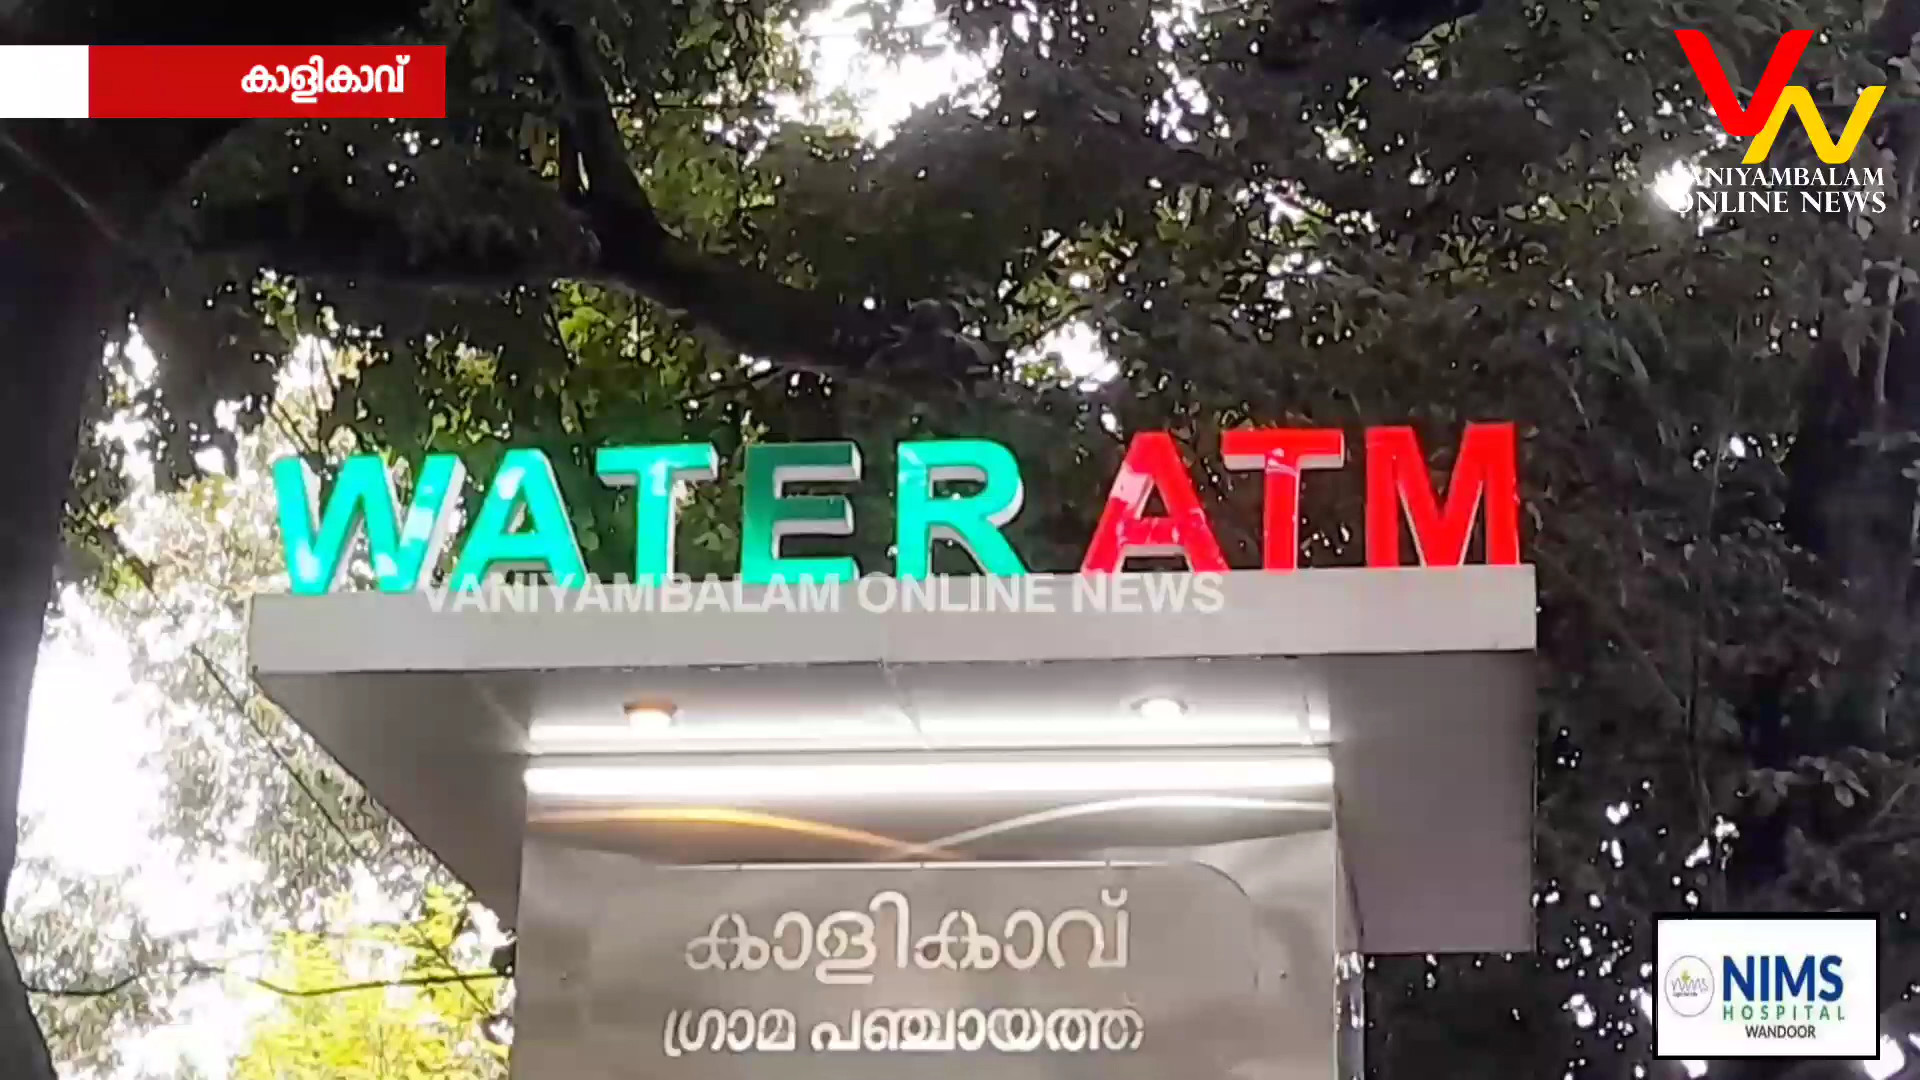 കാളികാവ്
VANIYAMBALAM
ONLINE NEWS
WATER ATM
VANIYAMBALAM ONLINE NEWS
കാളികാവ്
ഗ്രാമ പഞ്ചായത്ത്
NIMS
HOSPITAL
WANDOOR